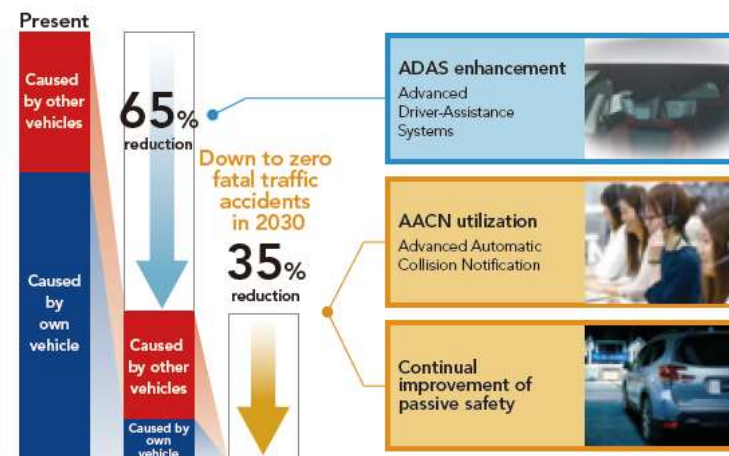 Present
Caused
by other
vehicles
Caused
by
own
vehicle
65%
reduction
Caused
by other
vehicles
Caused by
own
vehicle
Down to zero
fatal traffic
accidents
in 2030
35%
reduction
ADAS enhancement
Advanced
Driver-Assistance
Systems
AACN utilization
Advanced Automatic
Collision Notification
Continual
improvement of
passive safety